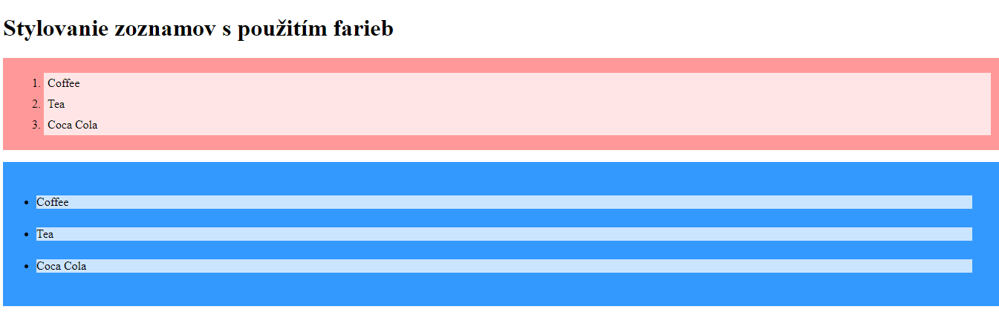 Stylovanie zoznamov s použitím farieb
1. Coffee
2. Tea
3. Coca Cola
• Coffee
• Tea
• Coca Cola